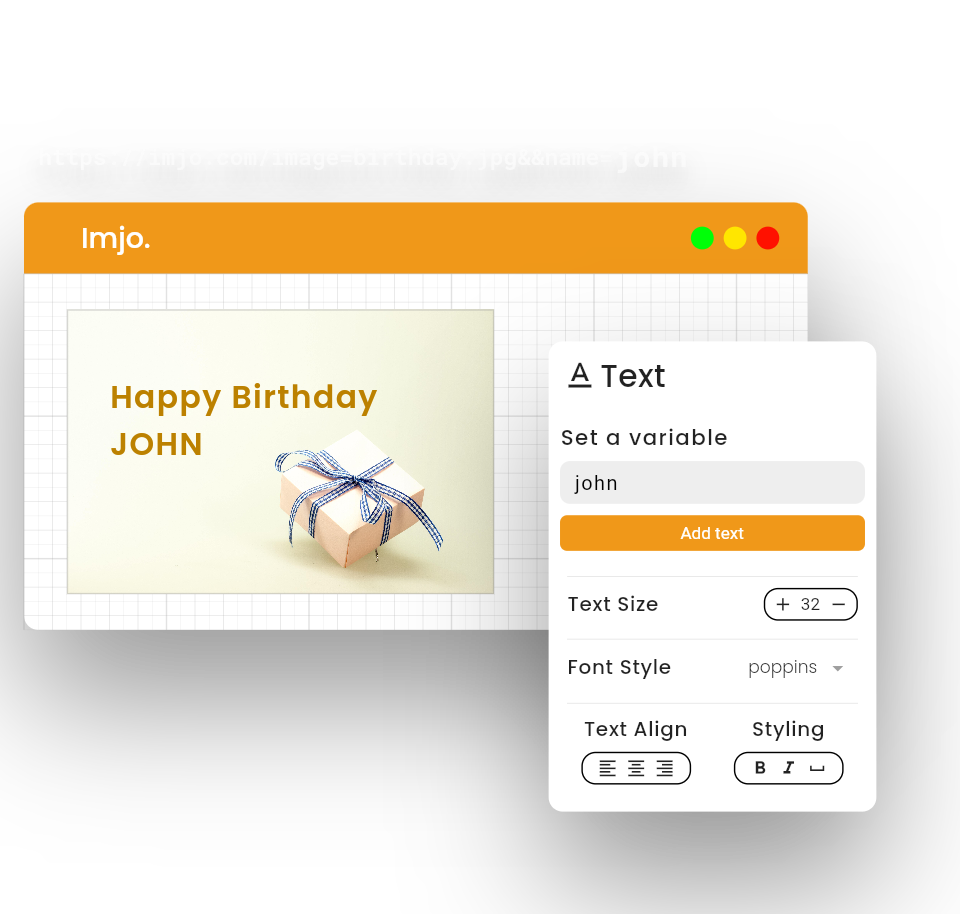 https://imjo.com/image=birthday.jpg&&name=john
Imjo.
Happy Birthday
JOHN
Text
Set a variable
john
Add text
Text Size
32
Font Style
poppins
Text Align
Styling
B I